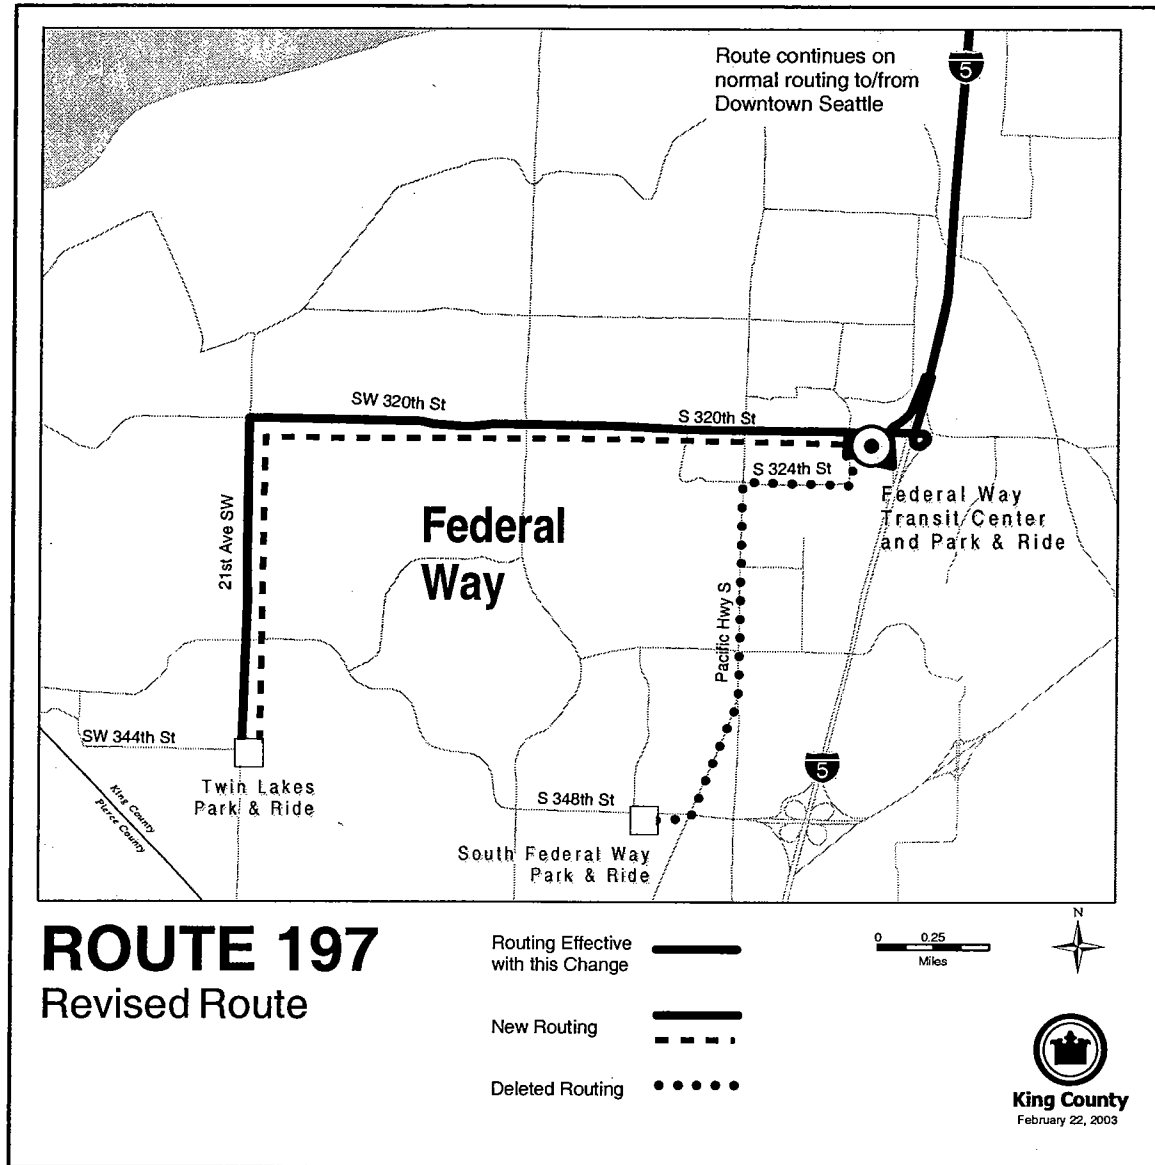 Route continues on
normal routing to/from
Downtown Seattle
5
SW 320th St
S 320th St
S 324th St
Federal Way
Transit Center
and Park & Ride
21st Ave SW
Federal
Way
Pacific Hwy S
SW 344th St
Twin Lakes
Park & Ride
King County
Pierce County
5
S 348th St
South Federal Way
Park & Ride
ROUTE 197
Revised Route
Routing Effective
with this Change
New Routing
Deleted Routing
0 0.25
Miles
N
King County
February 22, 2003